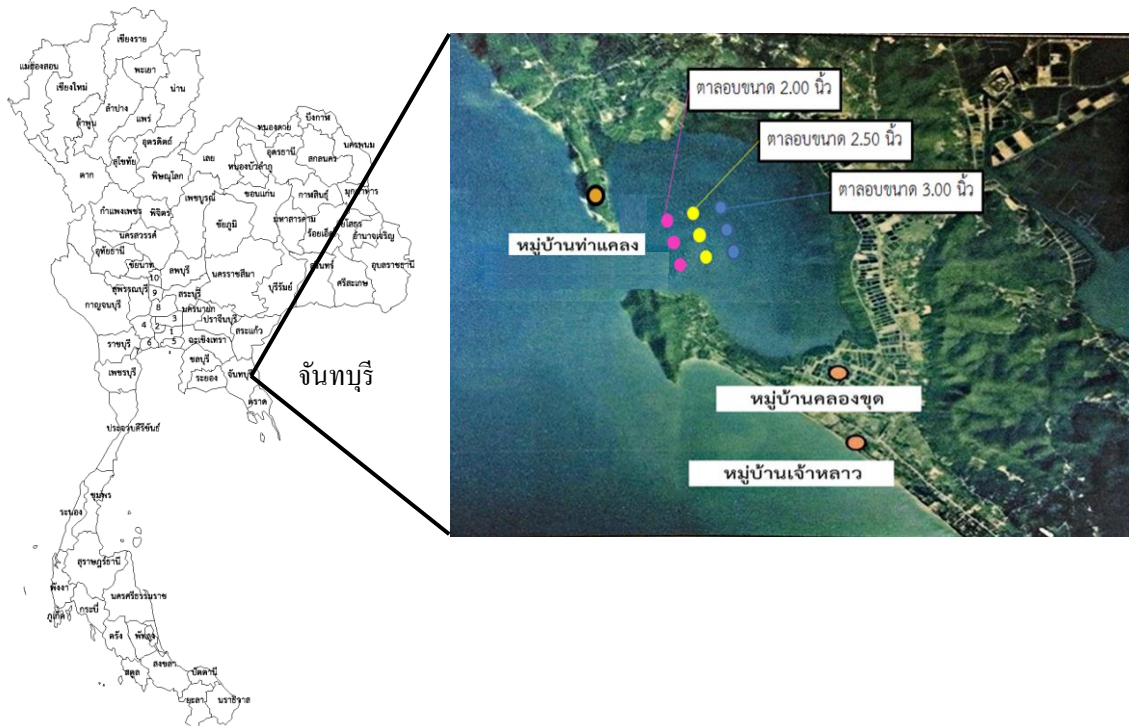 เชียงราย
แม่ฮ่องสอน
พะเยา
เชียงใหม่
น่าน
ลำปาง
ลำพูน
แพร่
อุตรดิตถ์
สุโขทัย
ตาก
พิษณุโลก
เลย
หนองคาย
บึงกาฬ
อุดรธานี
นครพนม
หนองบัวลำภู
สกลนคร
เพชรบูรณ์
ขอนแก่น
กาฬสินธุ์
มุกดาหาร
กำแพงเพชร
พิจิตร
มหาสารคาม
ชัยภูมิ
ร้อยเอ็ด
ยโสธร
อำนาจเจริญ
นครสวรรค์
อุทัยธานี
ชัยนาท
ลพบุรี
นครราชสีมา
บุรีรัมย์
สุรินทร์
ศรีสะเกษ
อุบลราชธานี
10
สุพรรณบุรี
9
สระบุรี
กาญจนบุรี
8
นครนายก
3
ปราจีนบุรี
4
2
1
สระแก้ว
ราชบุรี
6
5
ฉะเชิงเทรา
ชลบุรี
เพชรบุรี
ระยอง
จันทบุรี
จันทบุรี
ตราด
ประจวบคีรีขันธ์
ชุมพร
ระนอง
สุราษฎร์ธานี
พังงา
นครศรีธรรมราช
ภูเก็ต
กระบี่
ตรัง
พัทลุง
สตูล
สงขลา
ปัตตานี
ยะลา
นราธิวาส
ตาลอบขนาด 2.00 นิ้ว
ตาลอบขนาด 2.50 นิ้ว
ตาลอบขนาด 3.00 นิ้ว
หมู่บ้านท่าแคลง
หมู่บ้านคลองขุด
หมู่บ้านเจ้าหลาว